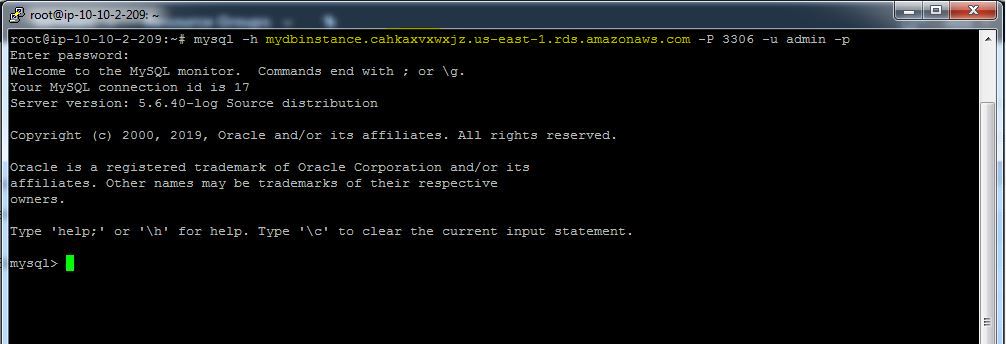 root@ip-10-10-2-209: ~
root@ip-10-10-2-209:~# mysql -h mydbinstance.cahkaxvxwxjz.us-east-1.rds.amazonaws.com -P 3306 -u admin -p
Enter password:
Welcome to the MySQL monitor.  Commands end with ; or \g.
Your MySQL connection id is 17
Server version: 5.6.40-log Source distribution
Copyright (c) 2000, 2019, Oracle and/or its affiliates. All rights reserved.
Oracle is a registered trademark of Oracle Corporation and/or its
affiliates. Other names may be trademarks of their respective
owners.
Type 'help;' or '\h' for help. Type '\c' to clear the current input statement.
mysql>